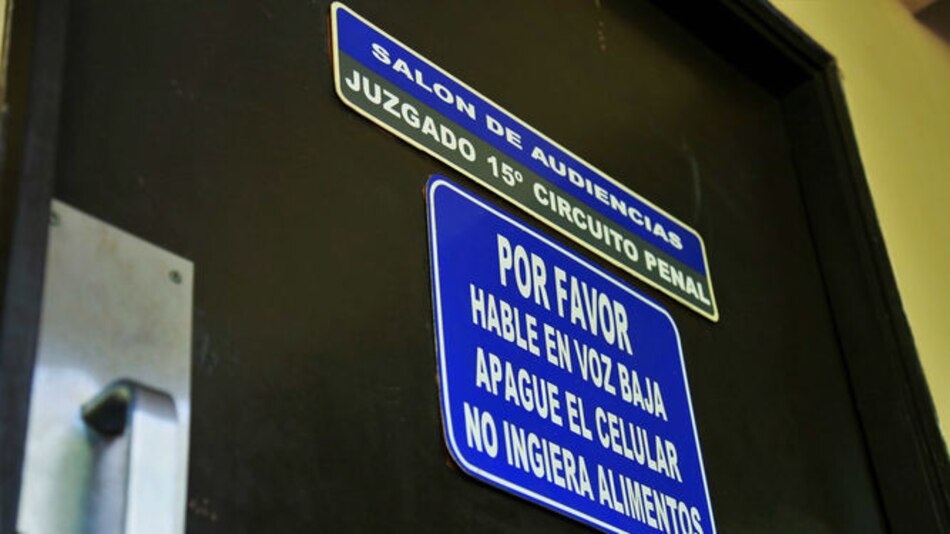 SALON DE AUDIENCIAS
JUZGADO 15º CIRCUITO PENAL
POR FAVOR
HABLE EN VOZ BAJA
APAGUE EL CELULAR
NO INGIERA ALIMENTOS